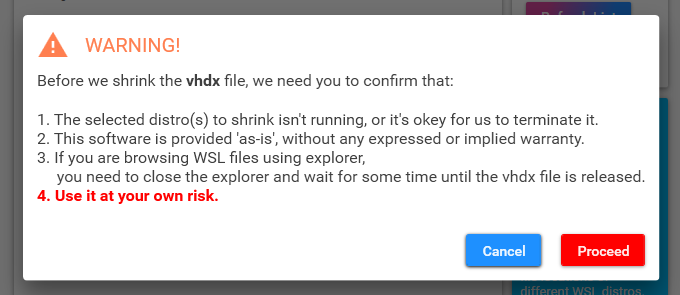 WARNING!
Before we shrink the vhdx file, we need you to confirm that:
1. The selected distro(s) to shrink isn't running, or it's okey for us to terminate it.
2. This software is provided 'as-is', without any expressed or implied warranty.
3. If you are browsing WSL files using explorer,
you need to close the explorer and wait for some time until the vhdx file is released.
4. Use it at your own risk.
Cancel Proceed
different WSL distros